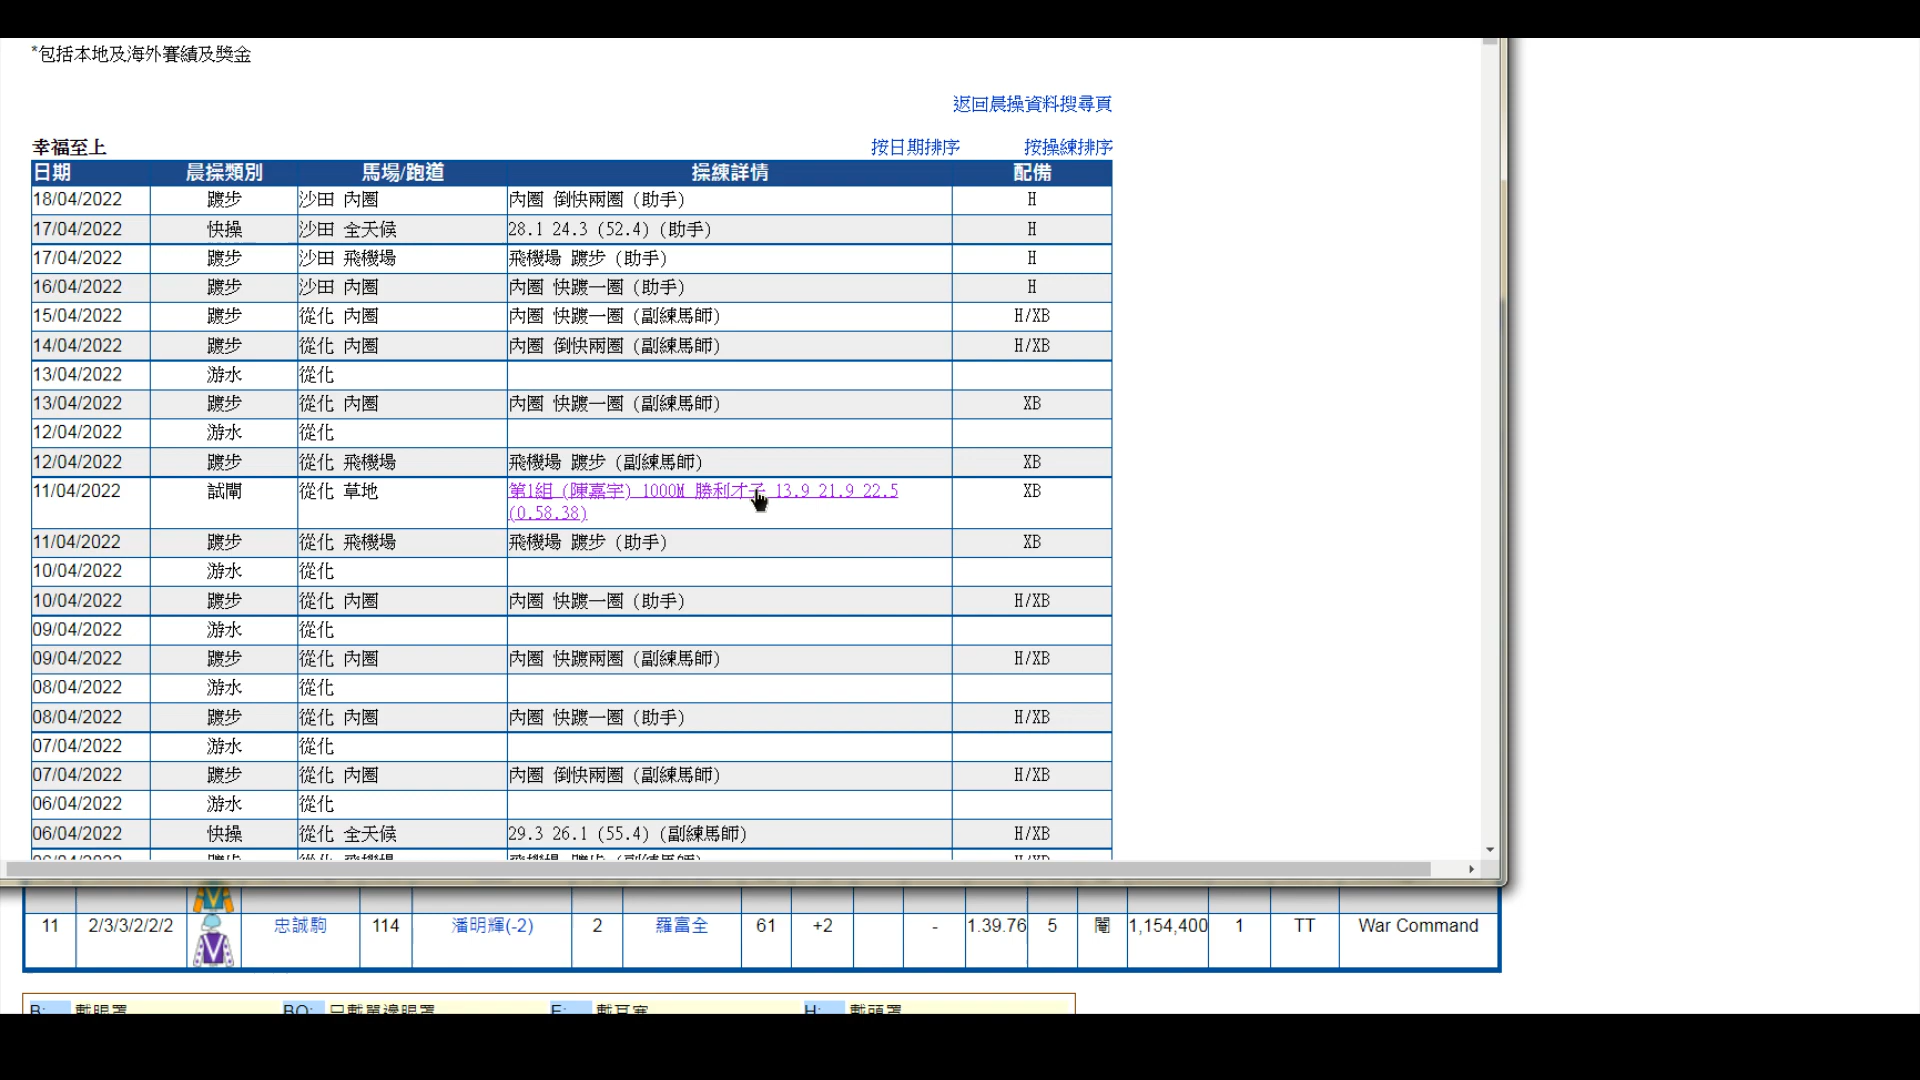 *包括本地及海外賽績及獎金
返回晨操資料搜尋頁
幸福至上 按日期排序 按操練排序
日期 晨操類別 馬場/跑道 操練詳情 配備
18/04/2022 踱步 沙田 內圈 內圈 倒快兩圈 (助手) H
17/04/2022 快操 沙田 全天候 28.1 24.3 (52.4) (助手) H
17/04/2022 踱步 沙田 飛機場 飛機場 踱步 (助手) H
16/04/2022 踱步 沙田 內圈 內圈 快踱一圈 (助手) H
15/04/2022 踱步 從化 內圈 內圈 快踱一圈 (副練馬師) H/XB
14/04/2022 踱步 從化 內圈 內圈 倒快兩圈 (副練馬師) H/XB
13/04/2022 游水 從化
13/04/2022 踱步 從化 內圈 內圈 快踱一圈 (副練馬師) XB
12/04/2022 游水 從化
12/04/2022 踱步 從化 飛機場 飛機場 踱步 (副練馬師) XB
11/04/2022 試閘 從化 草地 第1組 (陳嘉宇) 1000M 勝利才子 13.9 21.9 22.5 XB
(0.58.38)
11/04/2022 踱步 從化 飛機場 飛機場 踱步 (助手) XB
10/04/2022 游水 從化
10/04/2022 踱步 從化 內圈 內圈 快踱一圈 (助手) H/XB
09/04/2022 游水 從化
09/04/2022 踱步 從化 內圈 內圈 快踱兩圈 (副練馬師) H/XB
08/04/2022 游水 從化
08/04/2022 踱步 從化 內圈 內圈 快踱一圈 (助手) H/XB
07/04/2022 游水 從化
07/04/2022 踱步 從化 內圈 內圈 倒快兩圈 (副練馬師) H/XB
06/04/2022 游水 從化
06/04/2022 快操 從化 全天候 29.3 26.1 (55.4) (副練馬師) H/XB
11 2/3/3/2/2/2 忠誠駒 114 潘明輝(-2) 2 羅富全 61 +2 - 1.39.76 5 閹 1,154,400 1 TT War Command